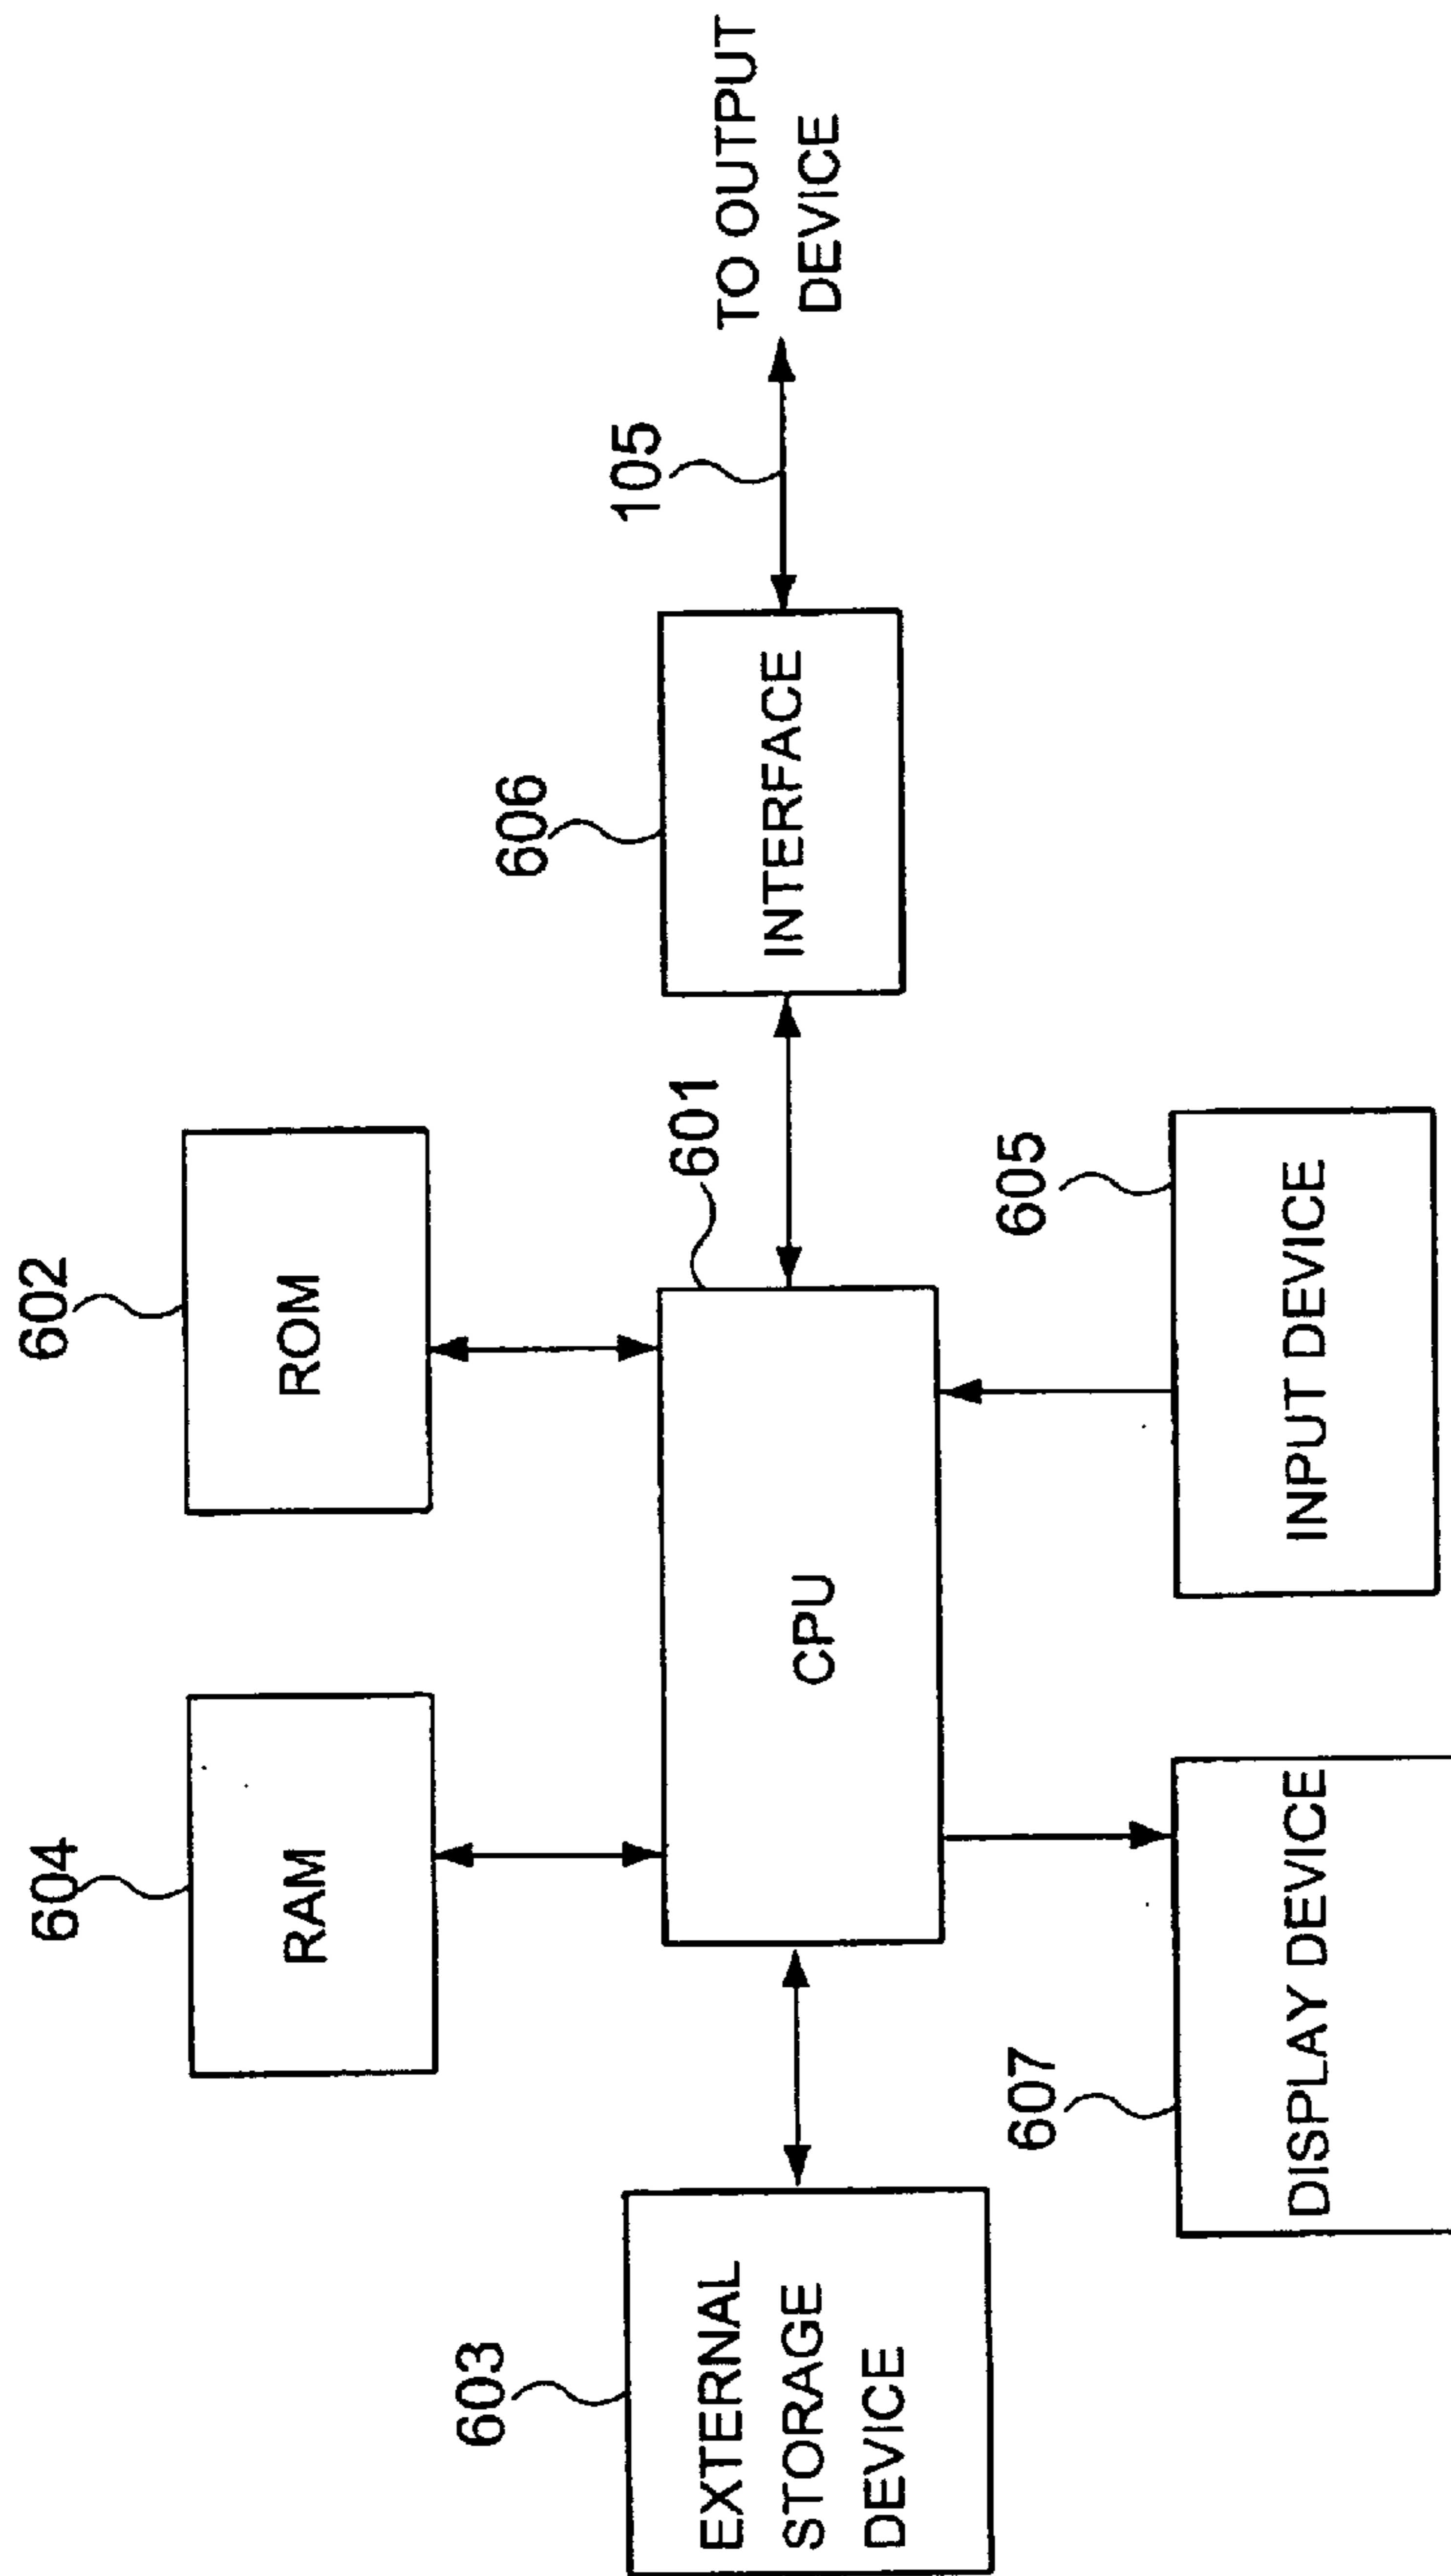 604
RAM
602
ROM
603
EXTERNAL
STORAGE
DEVICE
601
CPU
606
INTERFACE
105
TO OUTPUT
DEVICE
607
DISPLAY DEVICE
605
INPUT DEVICE